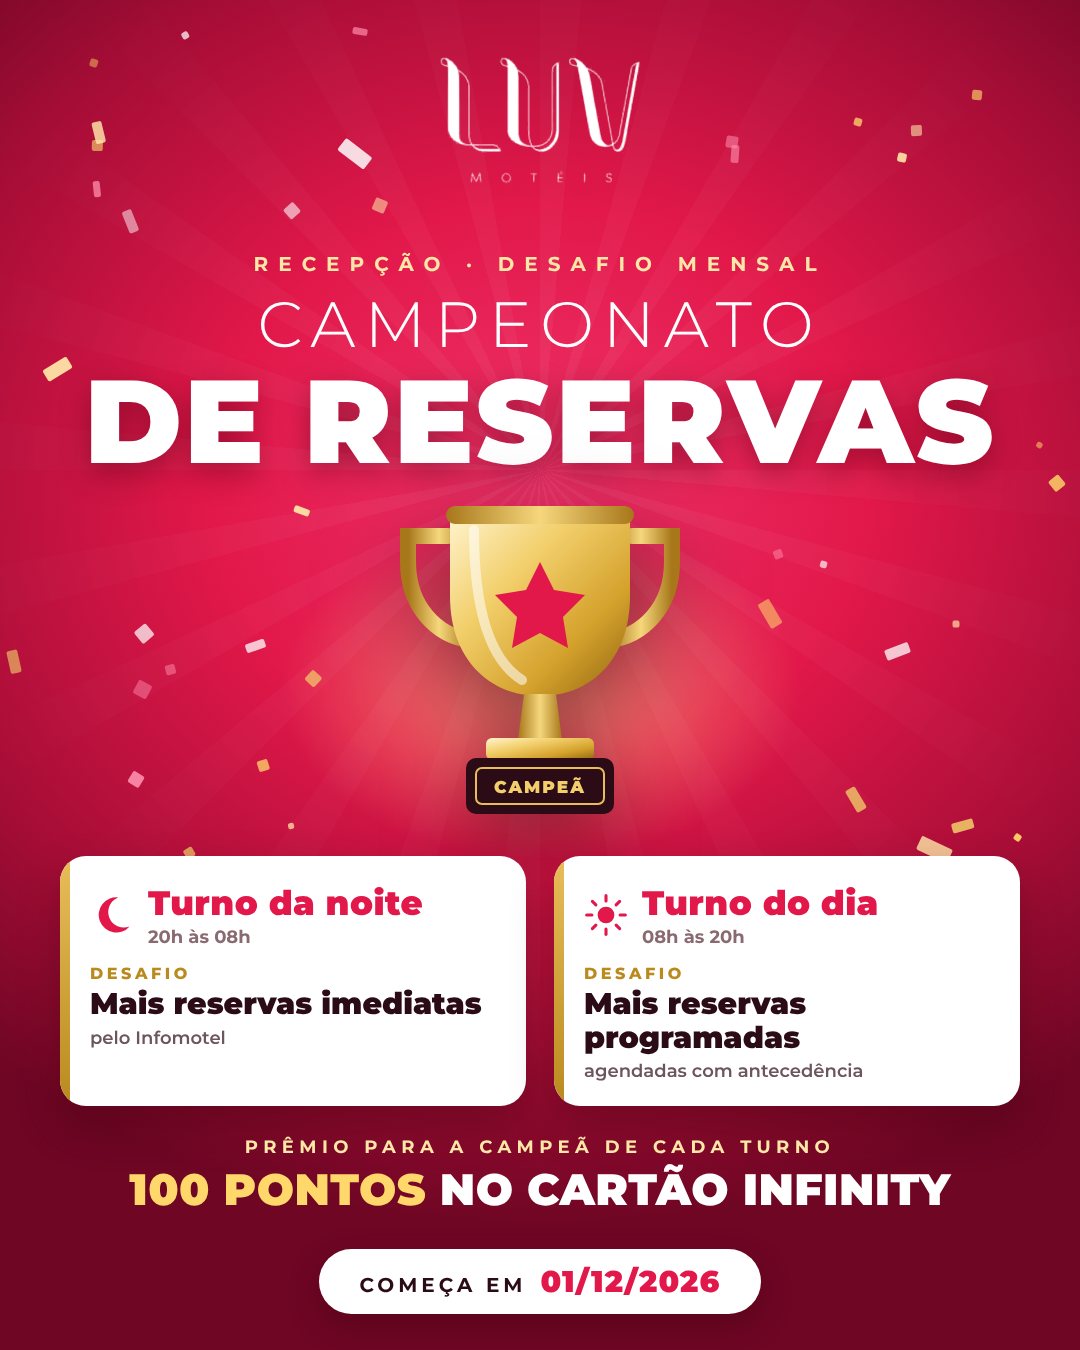 LUV
MOTÉIS
RECEPÇÃO · DESAFIO MENSAL
CAMPEONATO
DE RESERVAS
CAMPEÃ
Turno da noite
20h às 08h
DESAFIO
Mais reservas imediatas
pelo Infomotel
Turno do dia
08h às 20h
DESAFIO
Mais reservas
programadas
agendadas com antecedência
PRÊMIO PARA A CAMPEÃ DE CADA TURNO
100 PONTOS NO CARTÃO INFINITY
COMEÇA EM 01/12/2026